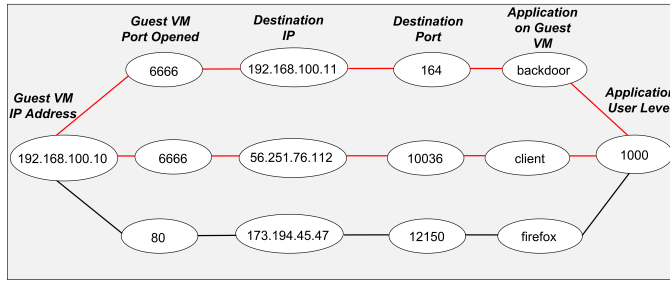 Guest VM
Port Opened
Destination
IP
Destination
Port
Application
on Guest
VM
6666
192.168.100.11
164
backdoor
Guest VM
IP Address
Application
User Level
192.168.100.10
6666
56.251.76.112
10036
client
1000
80
173.194.45.47
12150
firefox